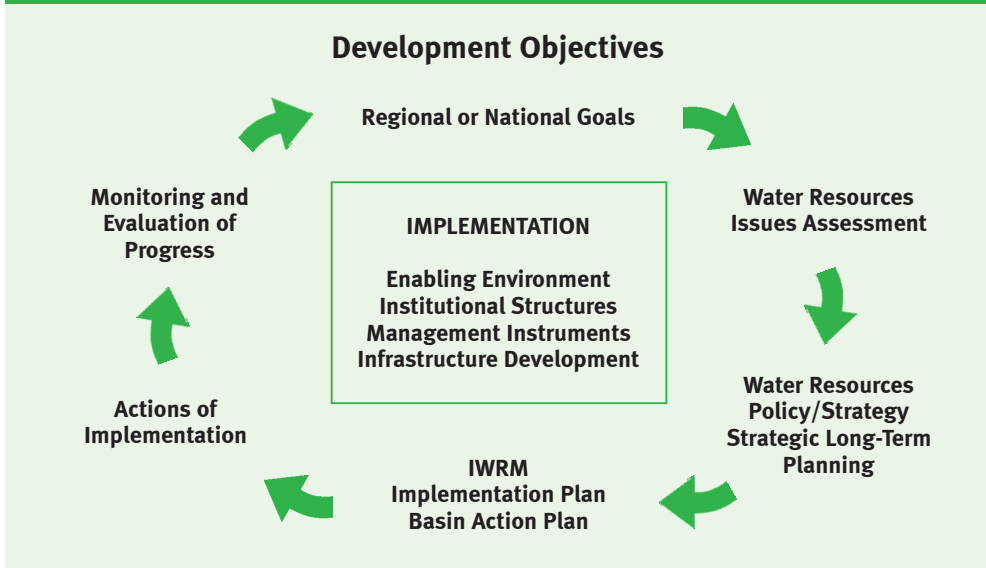 Development Objectives
Regional or National Goals
Water Resources
Issues Assessment
Water Resources
Policy/Strategy
Strategic Long-Term
Planning
IWRM
Implementation Plan
Basin Action Plan
Actions of
Implementation
Monitoring and
Evaluation of
Progress
IMPLEMENTATION
Enabling Environment
Institutional Structures
Management Instruments
Infrastructure Development